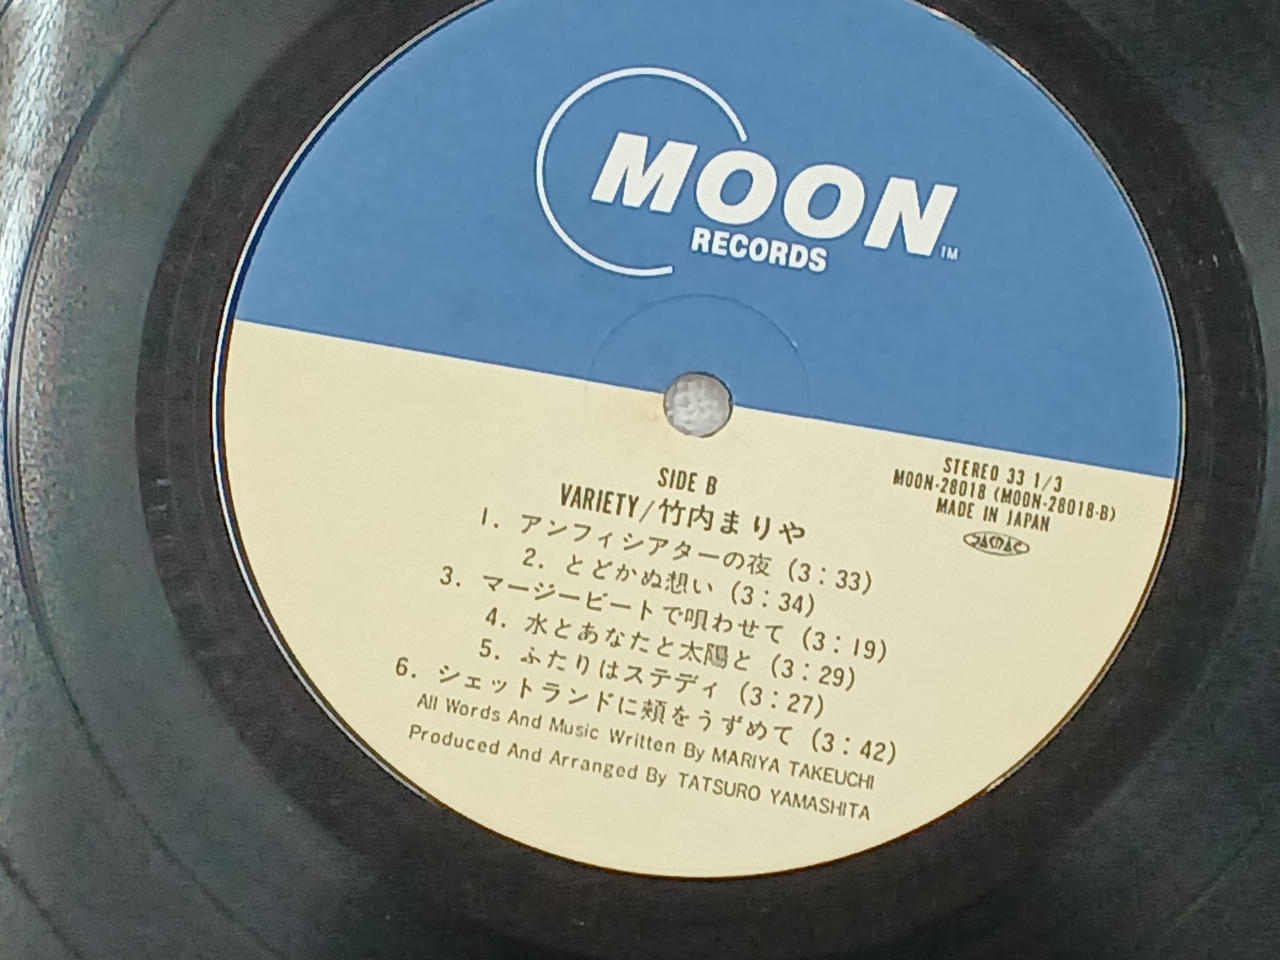 MOON
RECORDS
TM
STEREO 33 1/3
MOON-28018 (MOON-28018-B)
MADE IN JAPAN
JASRAC
SIDE B
VARIETY/竹内まりや
1. アンフィシアターの夜 (3:33)
2. とどかぬ想い (3:34)
3. マージービートで唄わせて (3:19)
4. 水とあなたと太陽と (3:29)
5. ふたりはステディ (3:27)
6. シェットランドに頰をうずめて (3:42)
All Words And Music Written By MARIYA TAKEUCHI
Produced And Arranged By TATSURO YAMASHITA